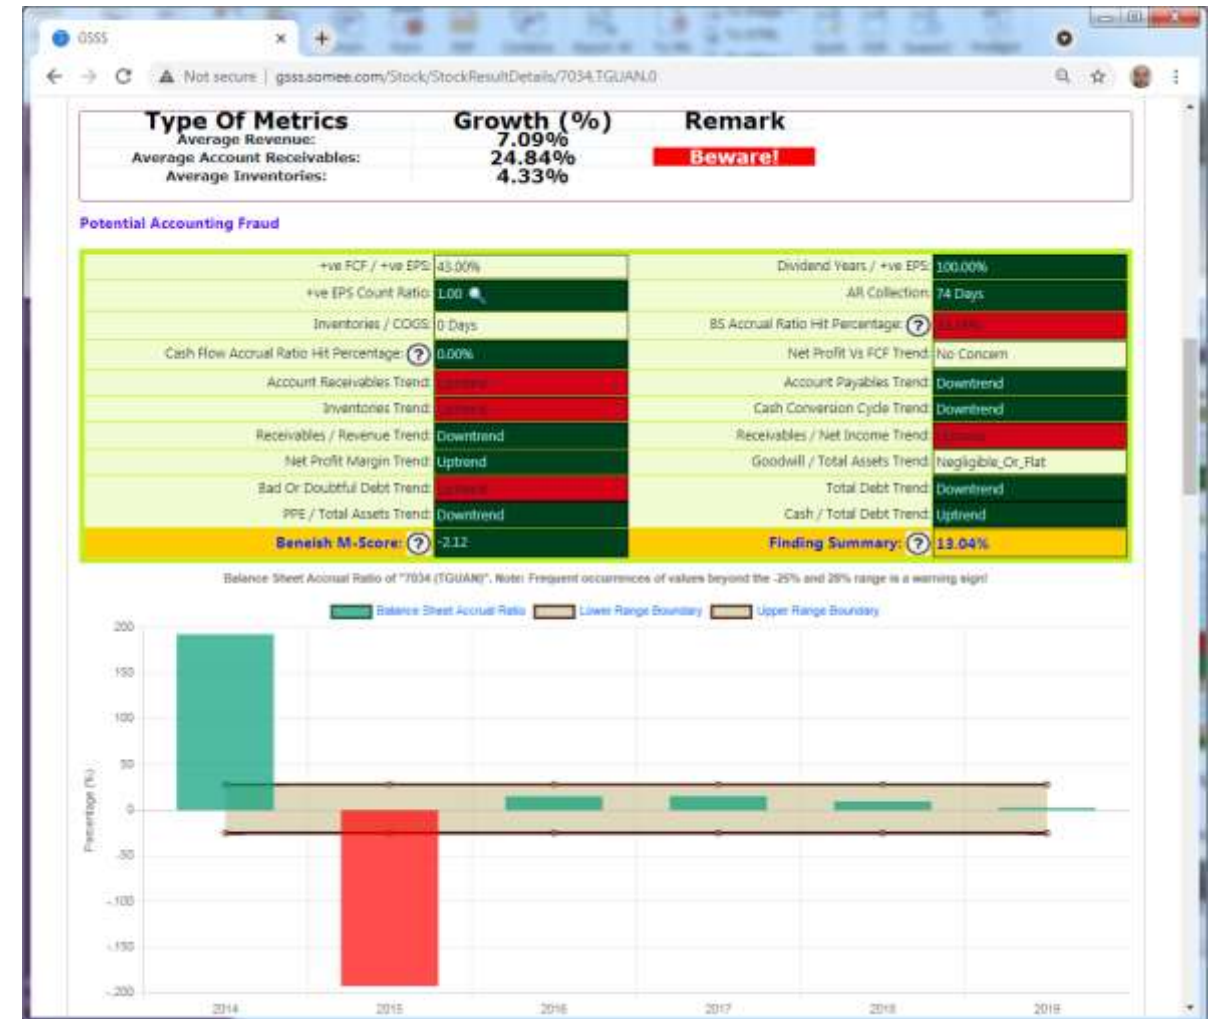 GSSS
Not secure | gsss.somee.com/Stock/StockResultDetails/7034.TGUAN.0
Type Of Metrics Growth (%) Remark
Average Revenue: 7.09%
Average Account Receivables: 24.84% Beware!
Average Inventories: 4.33%
Potential Accounting Fraud
+ve FCF / +ve EPS: 43.00% Dividend Years / +ve EPS: 100.00%
+ve EPS Count Ratio: 1.00 AR Collection: 74 Days
Inventories / COGS: 0 Days BS Accrual Ratio Hit Percentage: ?
Cash Flow Accrual Ratio Hit Percentage: ? 0.00% Net Profit Vs FCF Trend: No Concern
Account Receivables Trend: Uptrend Account Payables Trend: Downtrend
Inventories Trend: Uptrend Cash Conversion Cycle Trend: Downtrend
Receivables / Revenue Trend: Downtrend Receivables / Net Income Trend: Uptrend
Net Profit Margin Trend: Uptrend Goodwill / Total Assets Trend: Negligible_Or_Flat
Bad Or Doubtful Debt Trend: Uptrend Total Debt Trend: Downtrend
PPE / Total Assets Trend: Downtrend Cash / Total Debt Trend: Uptrend
Beneish M-Score: ? -2.12 Finding Summary: ? 13.04%
Balance Sheet Accrual Ratio of "7034 (TGUAN)". Note: Frequent occurrences of values beyond the -25% and 28% range is a warning sign!
Balance Sheet Accrual Ratio Lower Range Boundary Upper Range Boundary
200
150
100
50
0
-50
-100
-150
-200
Percentage (%)
2014 2015 2016 2017 2018 2019